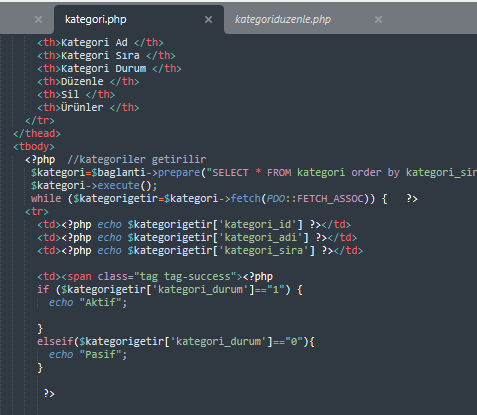 kategori.php
kategoriduzenle.php
<th>Kategori Ad </th>
<th>Kategori Sıra </th>
<th>Kategori Durum </th>
<th>Düzenle </th>
<th>Sil </th>
<th>Ürünler </th>
</tr>
</thead>
<tbody>
<?php //kategoriler getirilir
$kategori=$baglanti->prepare("SELECT * FROM kategori order by kategori_sir
$kategori->execute();
while ($kategorigetir=$kategori->fetch(PDO::FETCH_ASSOC)) { ?>
<tr>
<td><?php echo $kategorigetir['kategori_id'] ?></td>
<td><?php echo $kategorigetir['kategori_adi'] ?></td>
<td><?php echo $kategorigetir['kategori_sira'] ?></td>
<td><span class="tag tag-success"><?php
if ($kategorigetir['kategori_durum']=="1") {
echo "Aktif";
}
elseif($kategorigetir['kategori_durum']=="0"){
echo "Pasif";
}
?>